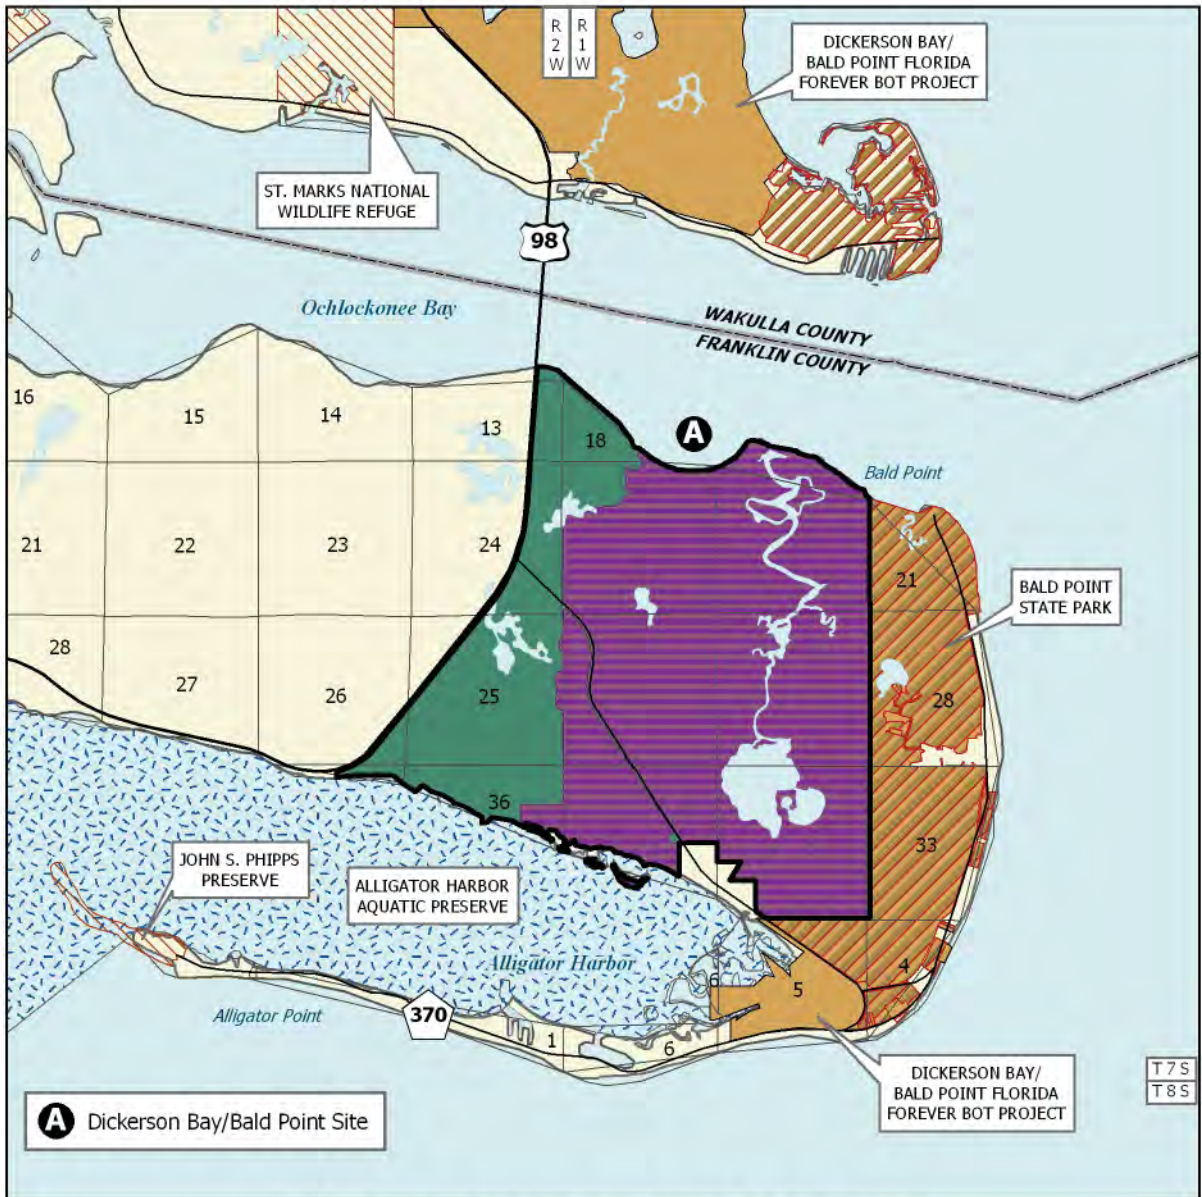 R
2
W
R
1
W
DICKERSON BAY/
BALD POINT FLORIDA
FOREVER BOT PROJECT
ST. MARKS NATIONAL
WILDLIFE REFUGE
98
Ochlockonee Bay
WAKULLA COUNTY
FRANKLIN COUNTY
16
15
14
13
18
A
Bald Point
21
22
23
24
21
BALD POINT
STATE PARK
28
27
26
25
28
36
33
JOHN S. PHIPPS
PRESERVE
ALLIGATOR HARBOR
AQUATIC PRESERVE
Alligator Harbor
4
6
5
Alligator Point
370
1
6
DICKERSON BAY/
BALD POINT FLORIDA
FOREVER BOT PROJECT
T 7 S
T 8 S
A Dickerson Bay/Bald Point Site